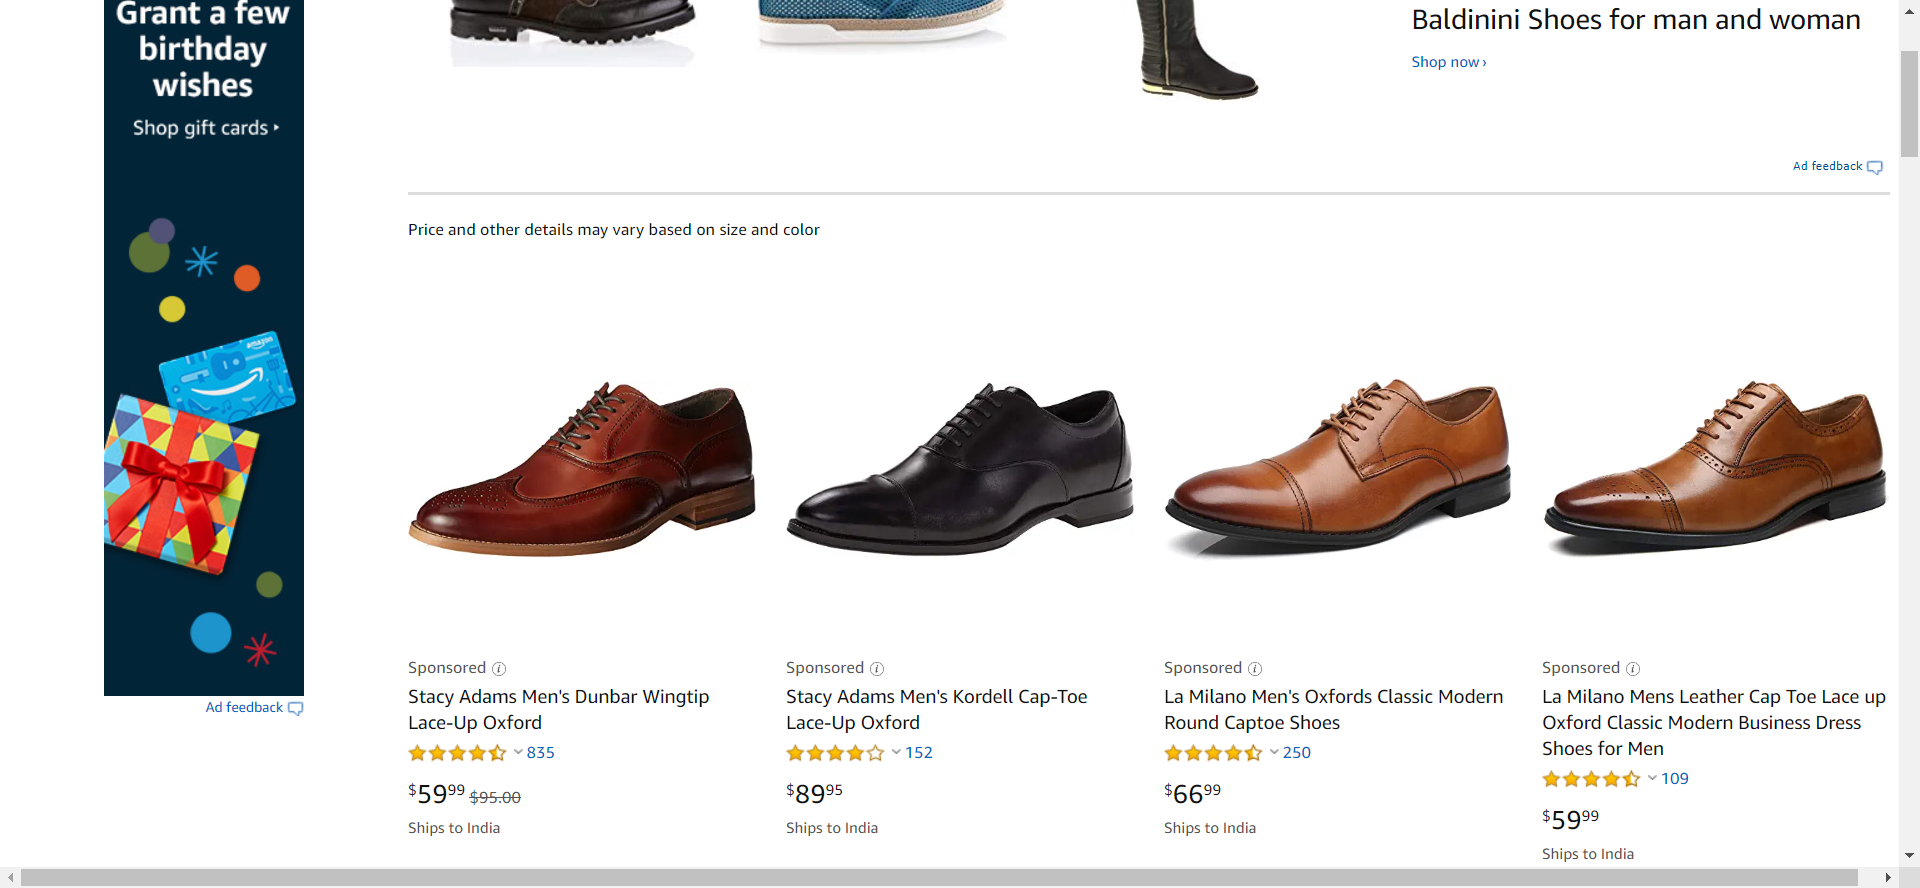 Grant a few
birthday
wishes
Shop gift cards
amazon
Ad feedback
Baldinini Shoes for man and woman
Shop now ›
Ad feedback
Price and other details may vary based on size and color
Sponsored
Stacy Adams Men's Dunbar Wingtip
Lace-Up Oxford
835
$59.99 $95.00
Ships to India
Sponsored
Stacy Adams Men's Kordell Cap-Toe
Lace-Up Oxford
152
$89.95
Ships to India
Sponsored
La Milano Men's Oxfords Classic Modern
Round Captoe Shoes
250
$66.99
Ships to India
Sponsored
La Milano Mens Leather Cap Toe Lace up
Oxford Classic Modern Business Dress
Shoes for Men
109
$59.99
Ships to India